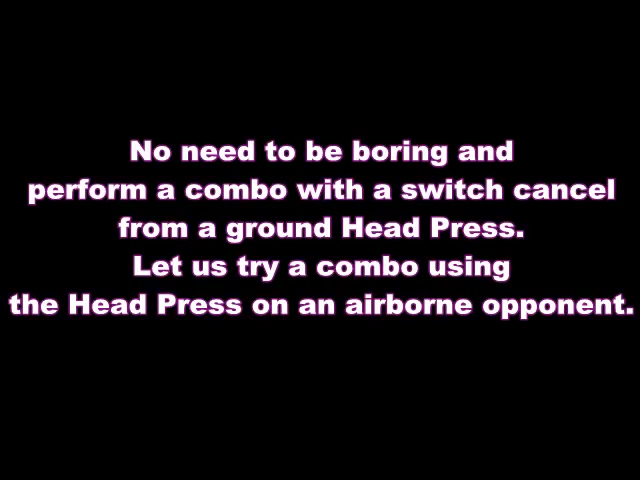 No need to be boring and
perform a combo with a switch cancel
from a ground Head Press.
Let us try a combo using
the Head Press on an airborne opponent.